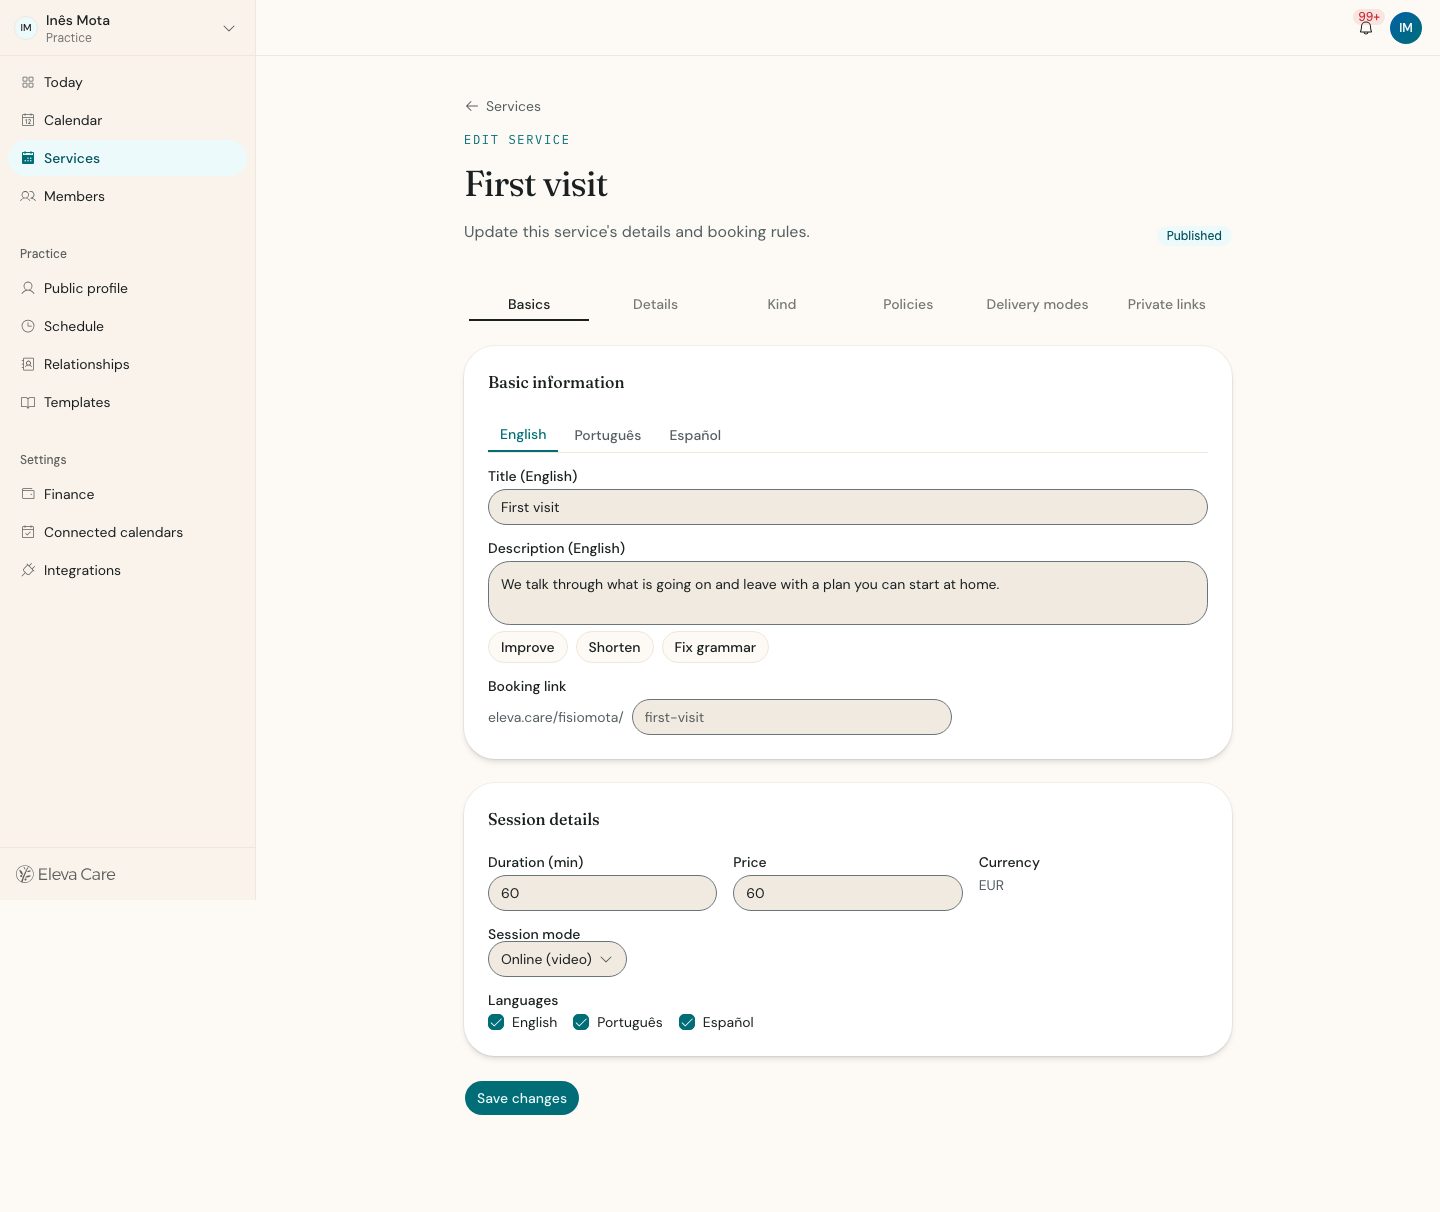 IM
Inês Mota
Practice
99+
IM
Today
Calendar
Services
Members
Practice
Public profile
Schedule
Relationships
Templates
Settings
Finance
Connected calendars
Integrations
Eleva Care
Services
EDIT SERVICE
First visit
Update this service's details and booking rules.
Published
Basics Details Kind Policies Delivery modes Private links
Basic information
English Português Español
Title (English)
First visit
Description (English)
We talk through what is going on and leave with a plan you can start at home.
Improve Shorten Fix grammar
Booking link
eleva.care/fisiomota/ first-visit
Session details
Duration (min) Price Currency
60 60 EUR
Session mode
Online (video)
Languages
English Português Español
Save changes